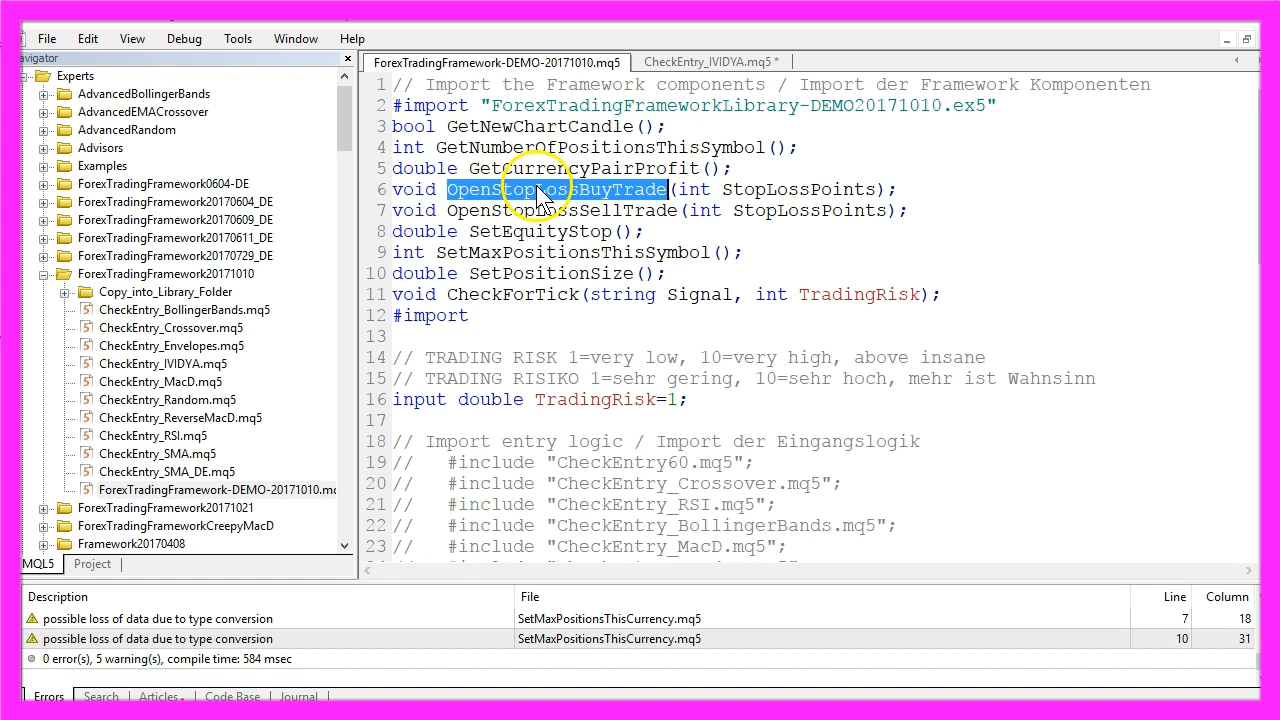 File Edit View Debug Tools Window Help
avigator
Experts
AdvancedBollingerBands
AdvancedEMACrossover
AdvancedRandom
Advisors
Examples
ForexTradingFramework0604-DE
ForexTradingFramework20170604_DE
ForexTradingFramework20170609_DE
ForexTradingFramework20170611_DE
ForexTradingFramework20170729_DE
ForexTradingFramework20171010
Copy_into_Library_Folder
CheckEntry_BollingerBands.mq5
CheckEntry_Crossover.mq5
CheckEntry_Envelopes.mq5
CheckEntry_IVIDYA.mq5
CheckEntry_MacD.mq5
CheckEntry_Random.mq5
CheckEntry_ReverseMacD.mq5
CheckEntry_RSI.mq5
CheckEntry_SMA.mq5
CheckEntry_SMA_DE.mq5
ForexTradingFramework-DEMO-20171010.mq
ForexTradingFramework20171021
ForexTradingFrameworkCreepyMacD
Framework20170408
MQL5 Project
ForexTradingFramework-DEMO-20171010.mq5 CheckEntry_IVIDYA.mq5 *
1 // Import the Framework components / Import der Framework Komponenten
2 #import "ForexTradingFrameworkLibrary-DEMO20171010.ex5"
3 bool GetNewChartCandle();
4 int GetNumberOfPositionsThisSymbol();
5 double GetCurrencyPairProfit();
6 void OpenStopLossBuyTrade(int StopLossPoints);
7 void OpenStopLossSellTrade(int StopLossPoints);
8 double SetEquityStop();
9 int SetMaxPositionsThisSymbol();
10 double SetPositionSize();
11 void CheckForTick(string Signal, int TradingRisk);
12 #import
13
14 // TRADING RISK 1=very low, 10=very high, above insane
15 // TRADING RISIKO 1=sehr gering, 10=sehr hoch, mehr ist Wahnsinn
16 input double TradingRisk=1;
17
18 // Import entry logic / Import der Eingangslogik
19 // #include "CheckEntry60.mq5";
20 // #include "CheckEntry_Crossover.mq5";
21 // #include "CheckEntry_RSI.mq5";
22 // #include "CheckEntry_BollingerBands.mq5";
23 // #include "CheckEntry_MacD.mq5";
Description File Line Column
possible loss of data due to type conversion SetMaxPositionsThisCurrency.mq5 7 18
possible loss of data due to type conversion SetMaxPositionsThisCurrency.mq5 10 31
0 error(s), 5 warning(s), compile time: 584 msec
Errors Search Articles Code Base Journal